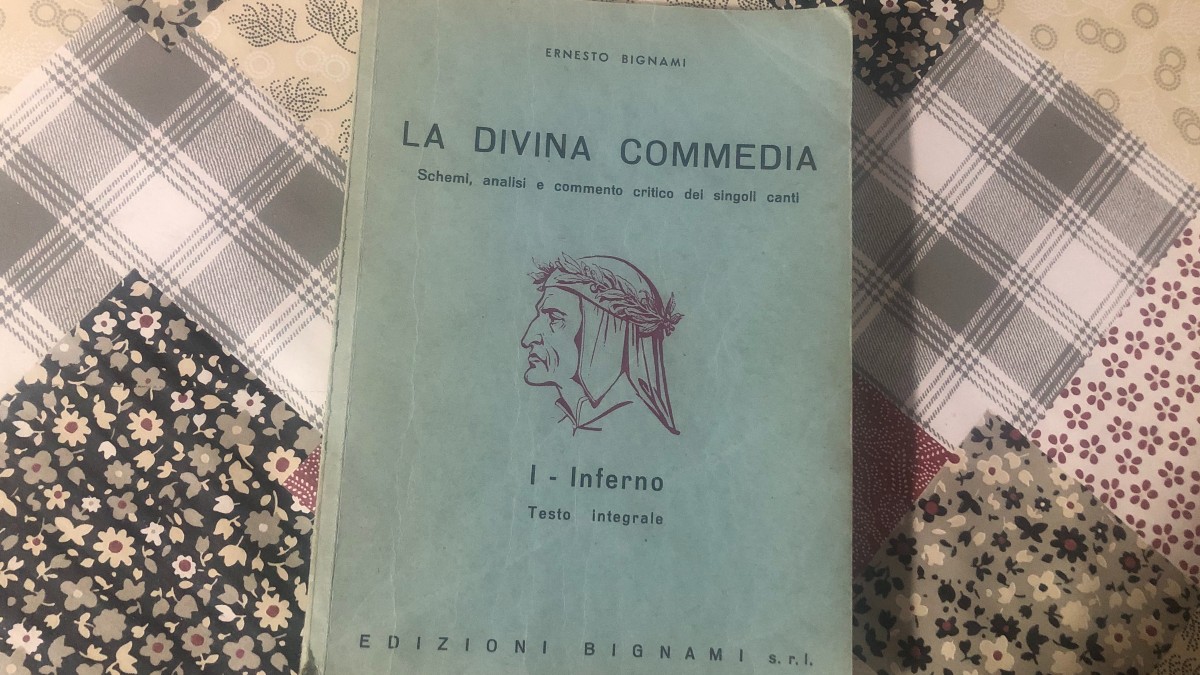 ERNESTO BIGNAMI
LA DIVINA COMMEDIA
Schemi, analisi e commento critico dei singoli canti
I - Inferno
Testo integrale
EDIZIONI BIGNAMI s.r.l.